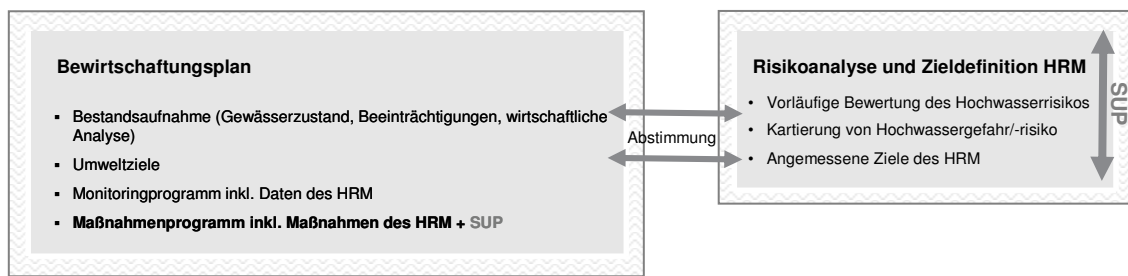 Bewirtschaftungsplan
▪ Bestandsaufnahme (Gewässerzustand, Beeinträchtigungen, wirtschaftliche
Analyse)
▪ Umweltziele
▪ Monitoringprogramm inkl. Daten des HRM
▪ Maßnahmenprogramm inkl. Maßnahmen des HRM + SUP
Abstimmung
Risikoanalyse und Zieldefinition HRM
• Vorläufige Bewertung des Hochwasserrisikos
• Kartierung von Hochwassergefahr/-risiko
• Angemessene Ziele des HRM
SUP